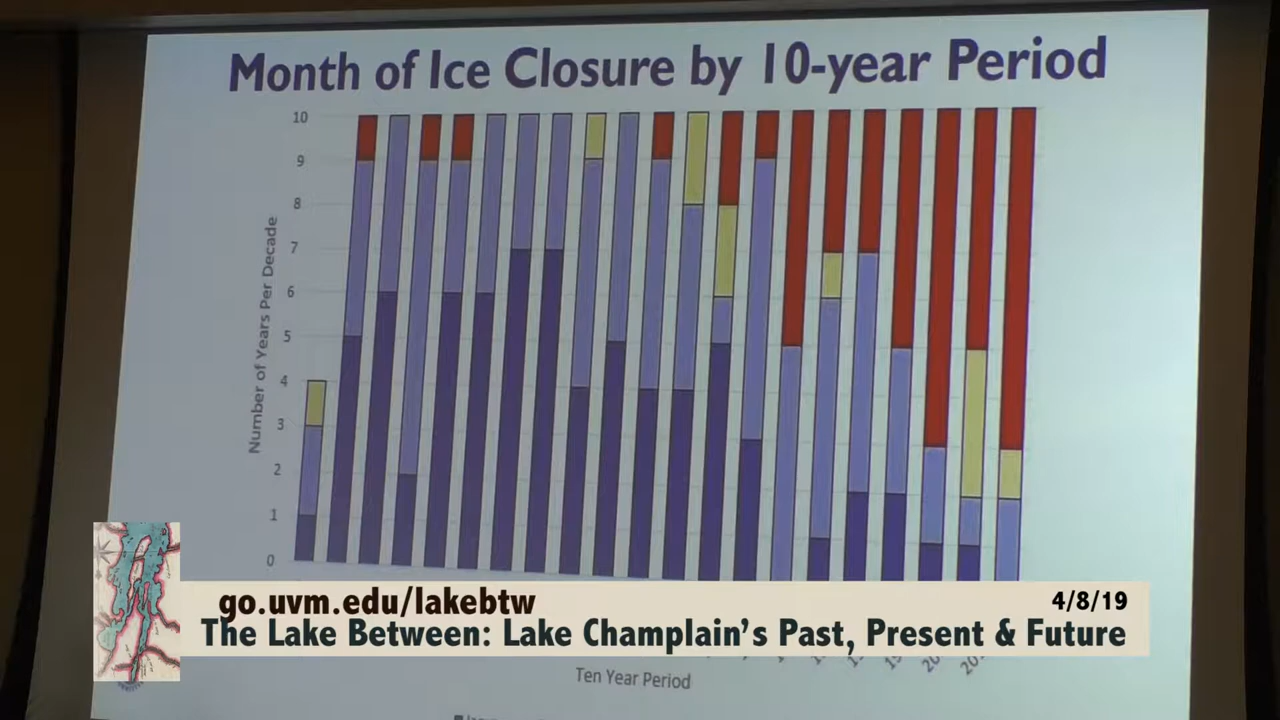 Month of Ice Closure by 10-year Period
Number of Years Per Decade
10
9
8
7
6
5
4
3
2
1
0
go.uvm.edu/lakebtw
4/8/19
The Lake Between: Lake Champlain's Past, Present & Future
Ten Year Period